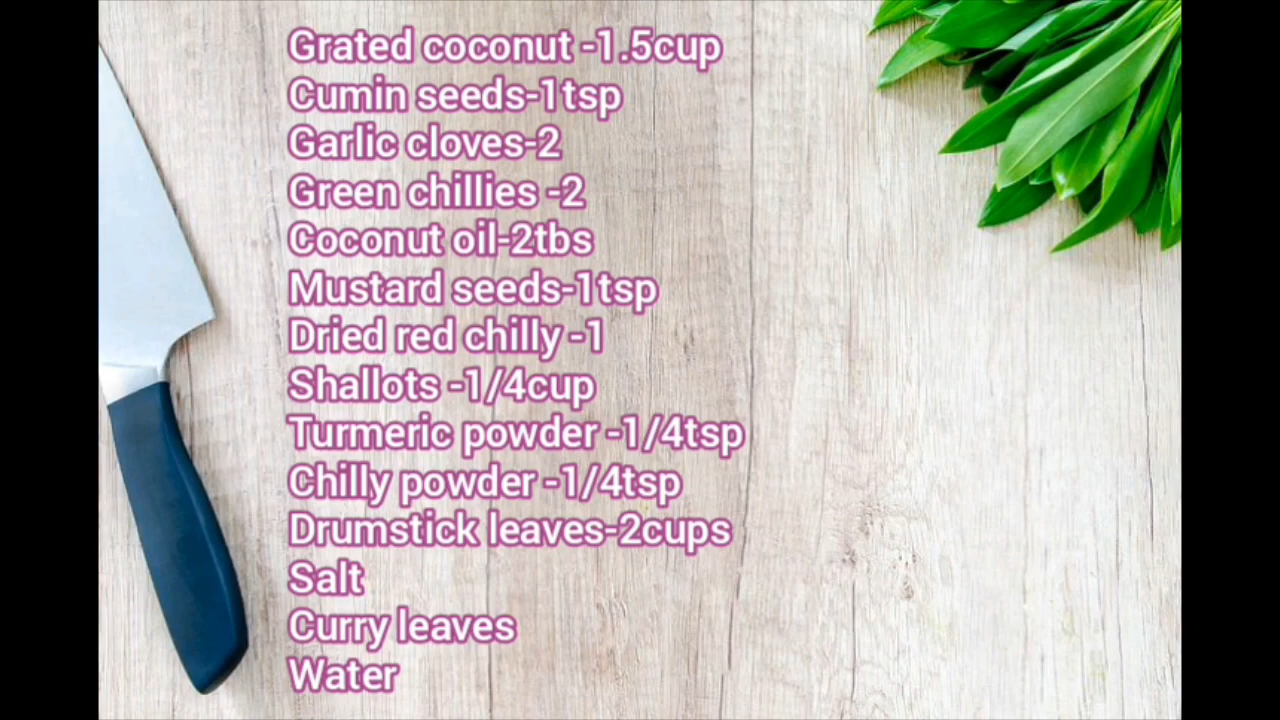 Grated coconut -1.5cup
Cumin seeds-1tsp
Garlic cloves-2
Green chillies -2
Coconut oil-2tbs
Mustard seeds-1tsp
Dried red chilly -1
Shallots -1/4cup
Turmeric powder -1/4tsp
Chilly powder -1/4tsp
Drumstick leaves-2cups
Salt
Curry leaves
Water